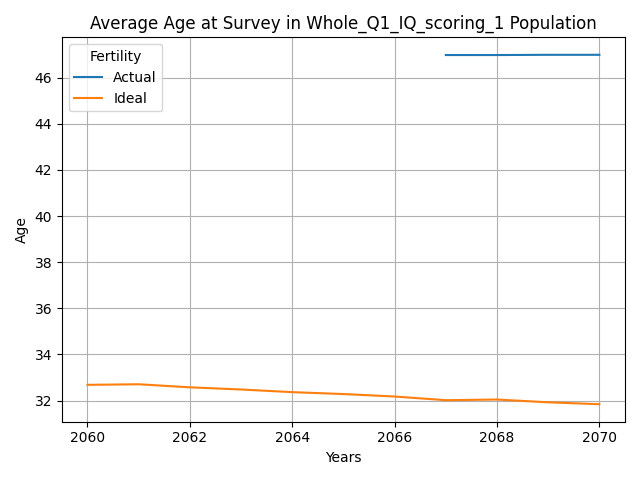 Average Age at Survey in Whole_Q1_IQ_scoring_1 Population
Fertility
Actual
Ideal
46
44
42
40
38
36
34
32
Age
2060 2062 2064 2066 2068 2070
Years